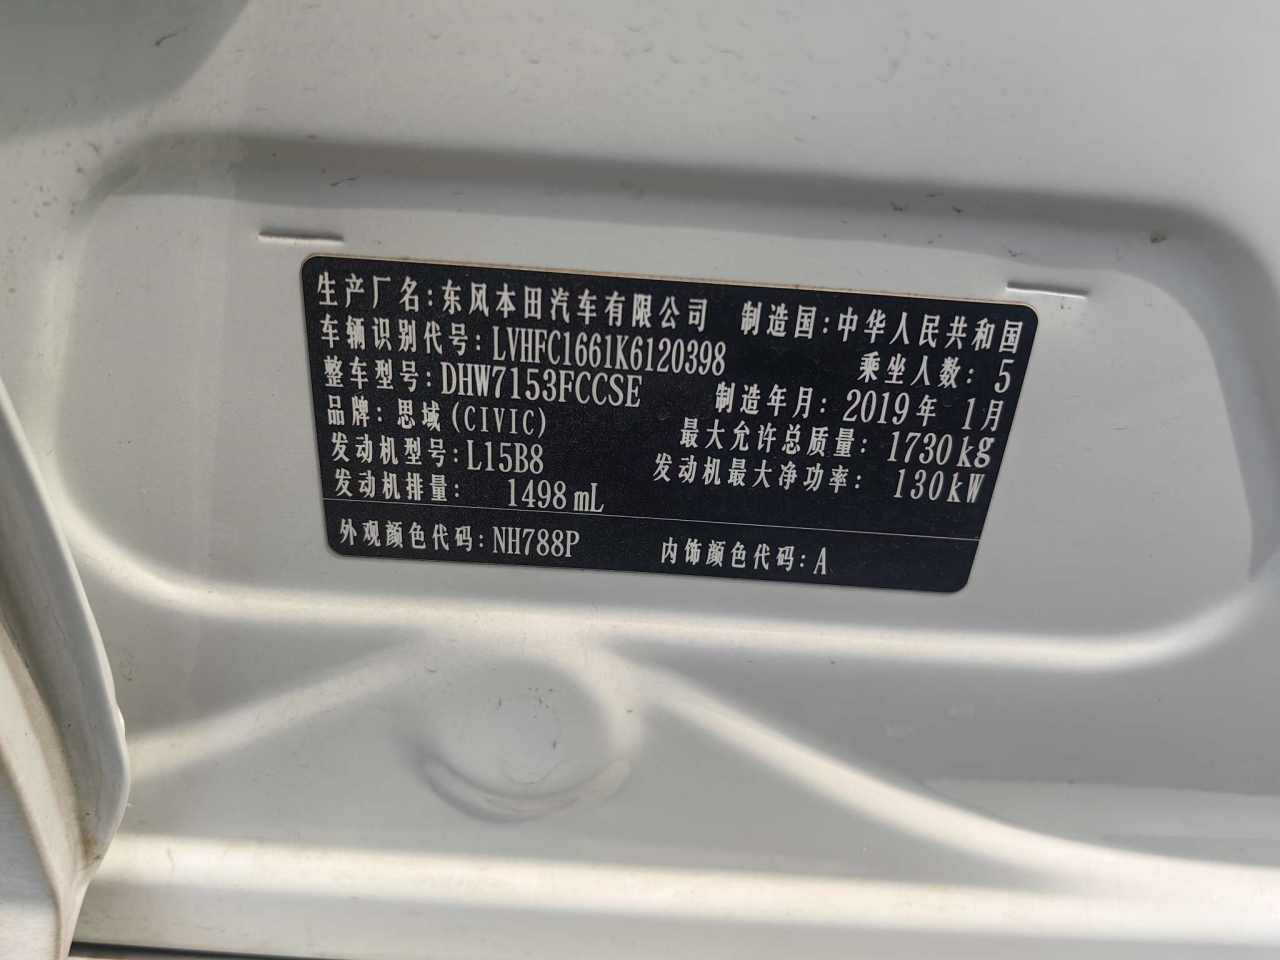 生产厂名：东风本田汽车有限公司 制造国：中华人民共和国
车辆识别代号：LVHFC1661K6120398 乘坐人数：5
整车型号：DHW7153FCCSE 制造年月：2019年 1月
品牌：思域(CIVIC) 最大允许总质量：1730kg
发动机型号：L15B8 发动机最大净功率：130kW
发动机排量： 1498mL
外观颜色代码：NH788P 内饰颜色代码：A